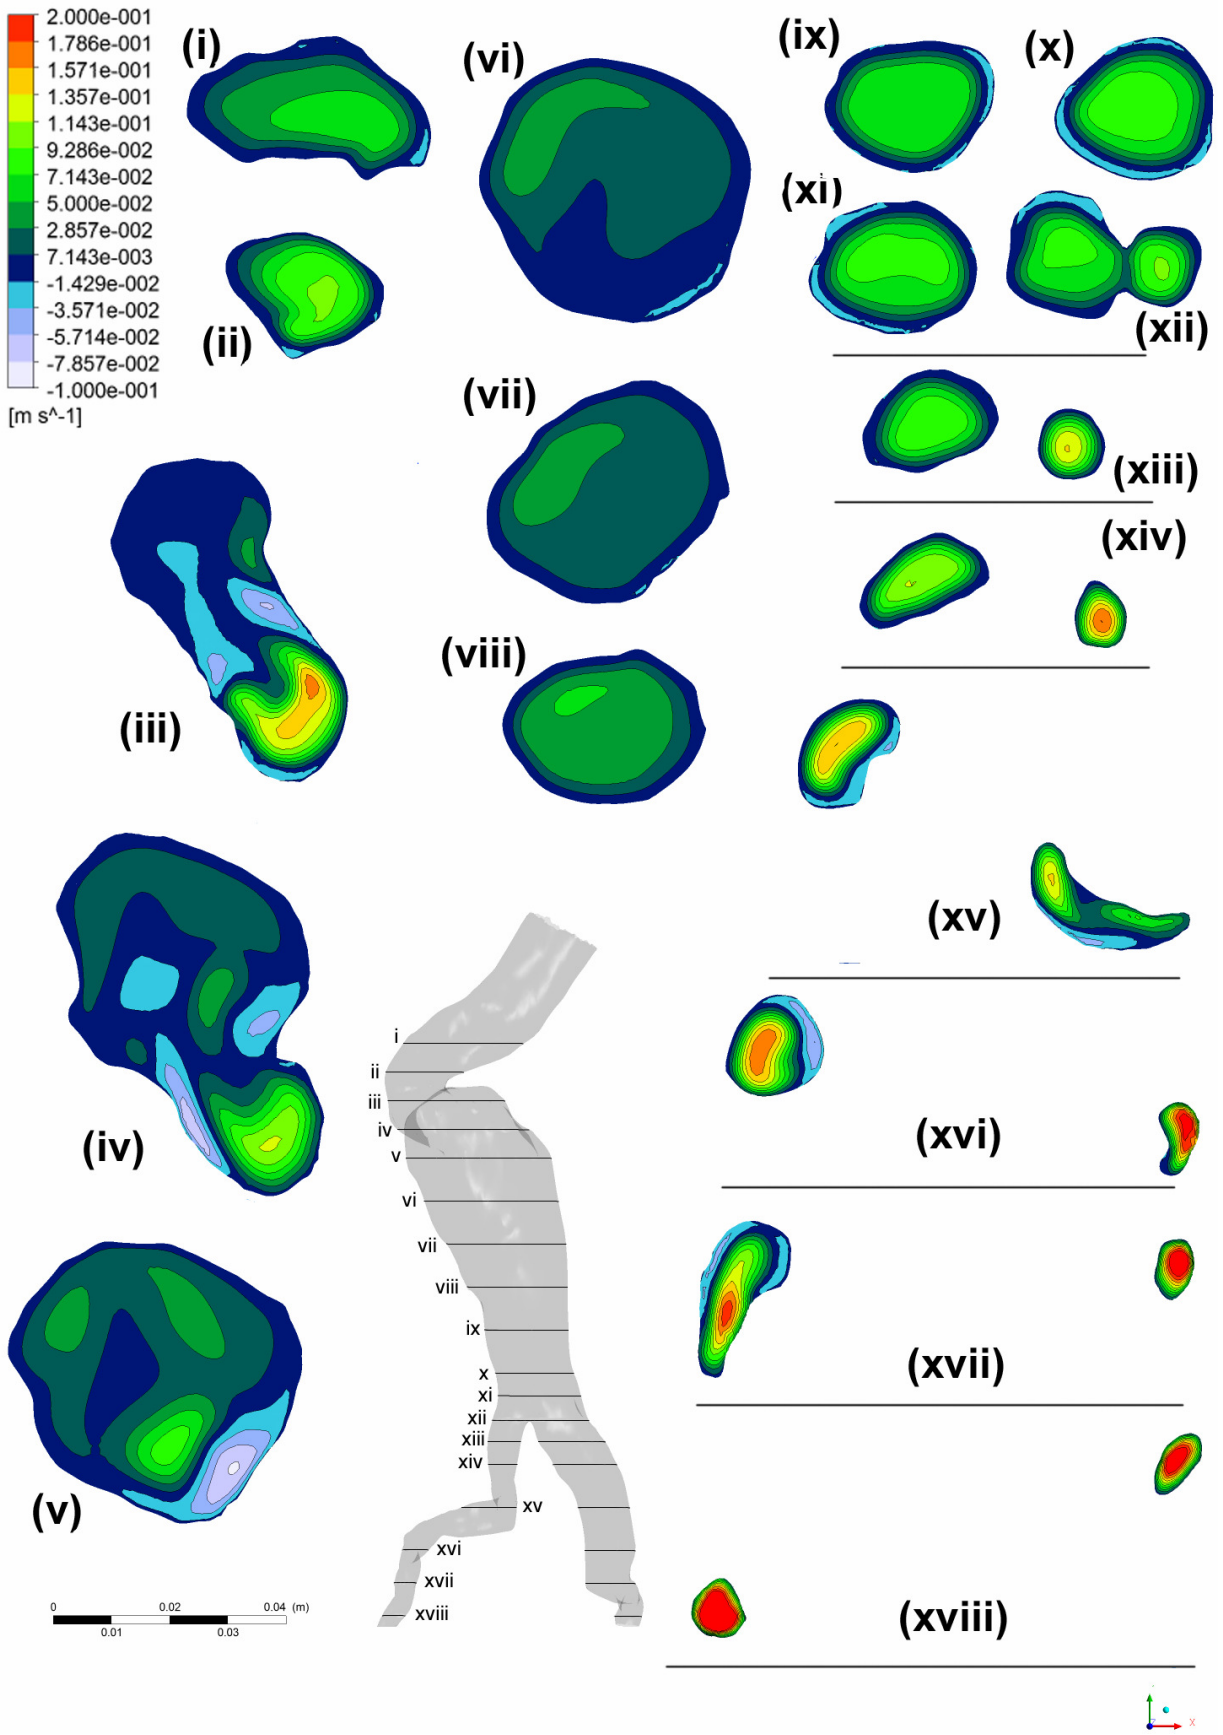 2.000e-001
1.786e-001
1.571e-001
1.357e-001
1.143e-001
9.286e-002
7.143e-002
5.000e-002
2.857e-002
7.143e-003
-1.429e-002
-3.571e-002
-5.714e-002
-7.857e-002
-1.000e-001
[m s^-1]
(i)
(ii)
(iii)
(iv)
(v)
(vi)
(vii)
(viii)
(ix)
(x)
(xi)
(xii)
(xiii)
(xiv)
(xv)
(xvi)
(xvii)
(xviii)
i
ii
iii
iv
v
vi
vii
viii
ix
x
xi
xii
xiii
xiv
xv
xvi
xvii
xviii
0 0.02 0.04 (m)
0.01 0.03
Z X